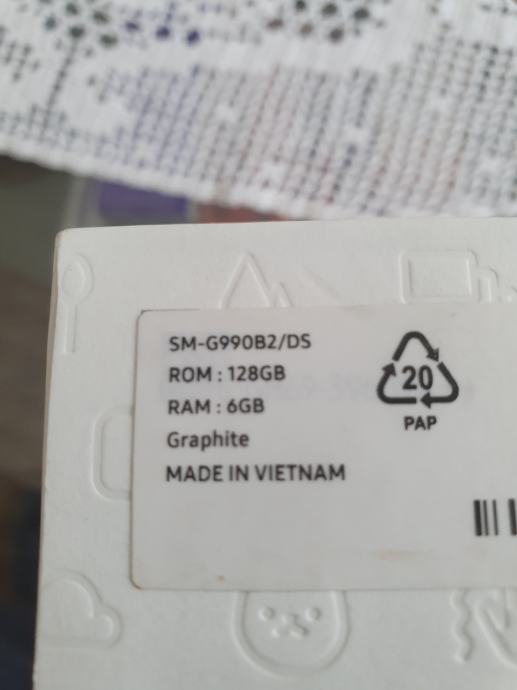 SM-G990B2/DS
ROM : 128GB
RAM : 6GB
Graphite
MADE IN VIETNAM
20
PAP